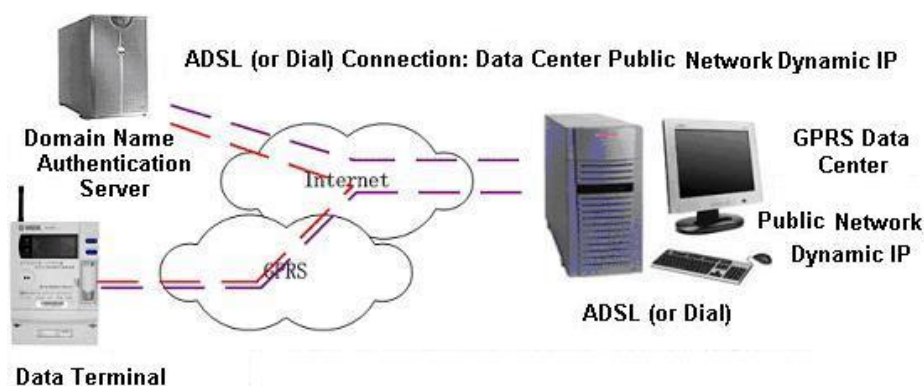 ADSL (or Dial) Connection: Data Center Public Network Dynamic IP
Domain Name
Authentication
Server
Internet
GPRS
GPRS Data
Center
Public Network
Dynamic IP
ADSL (or Dial)
Data Terminal